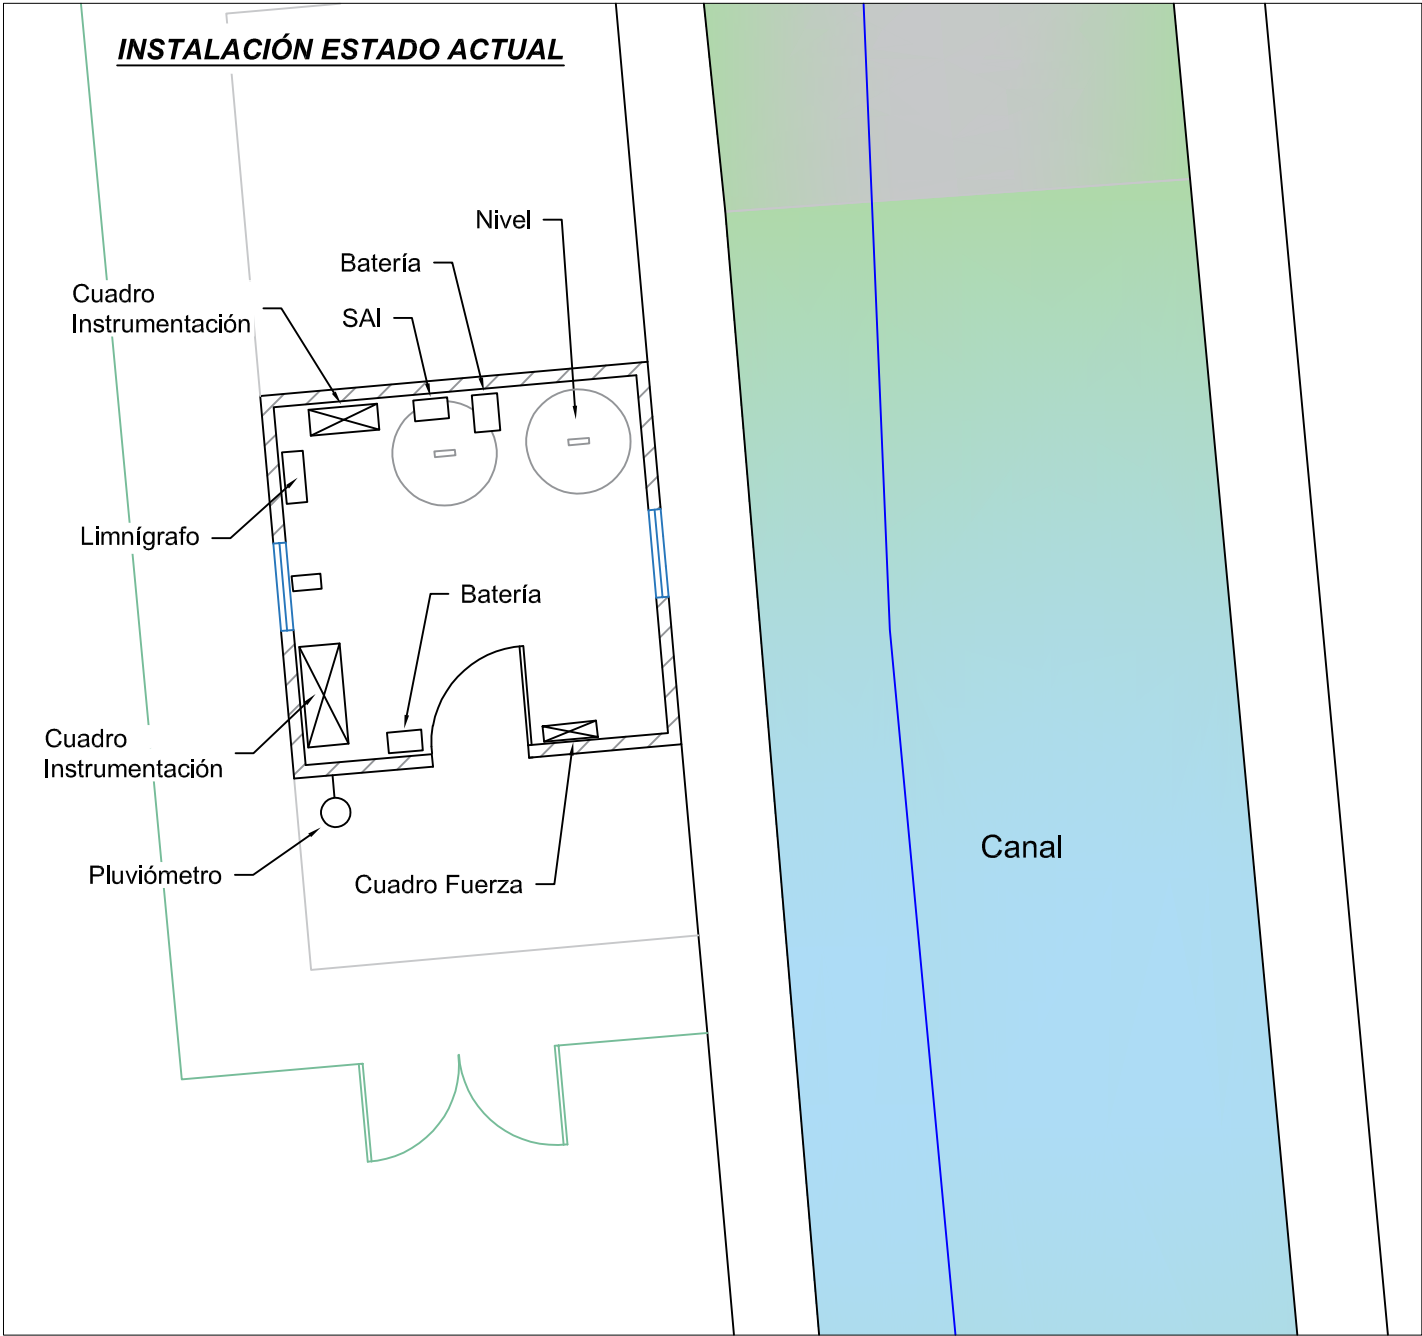 INSTALACIÓN ESTADO ACTUAL
Nivel
Batería
Cuadro
Instrumentación
SAI
Limnígrafo
Batería
Cuadro
Instrumentación
Canal
Pluviómetro
Cuadro Fuerza